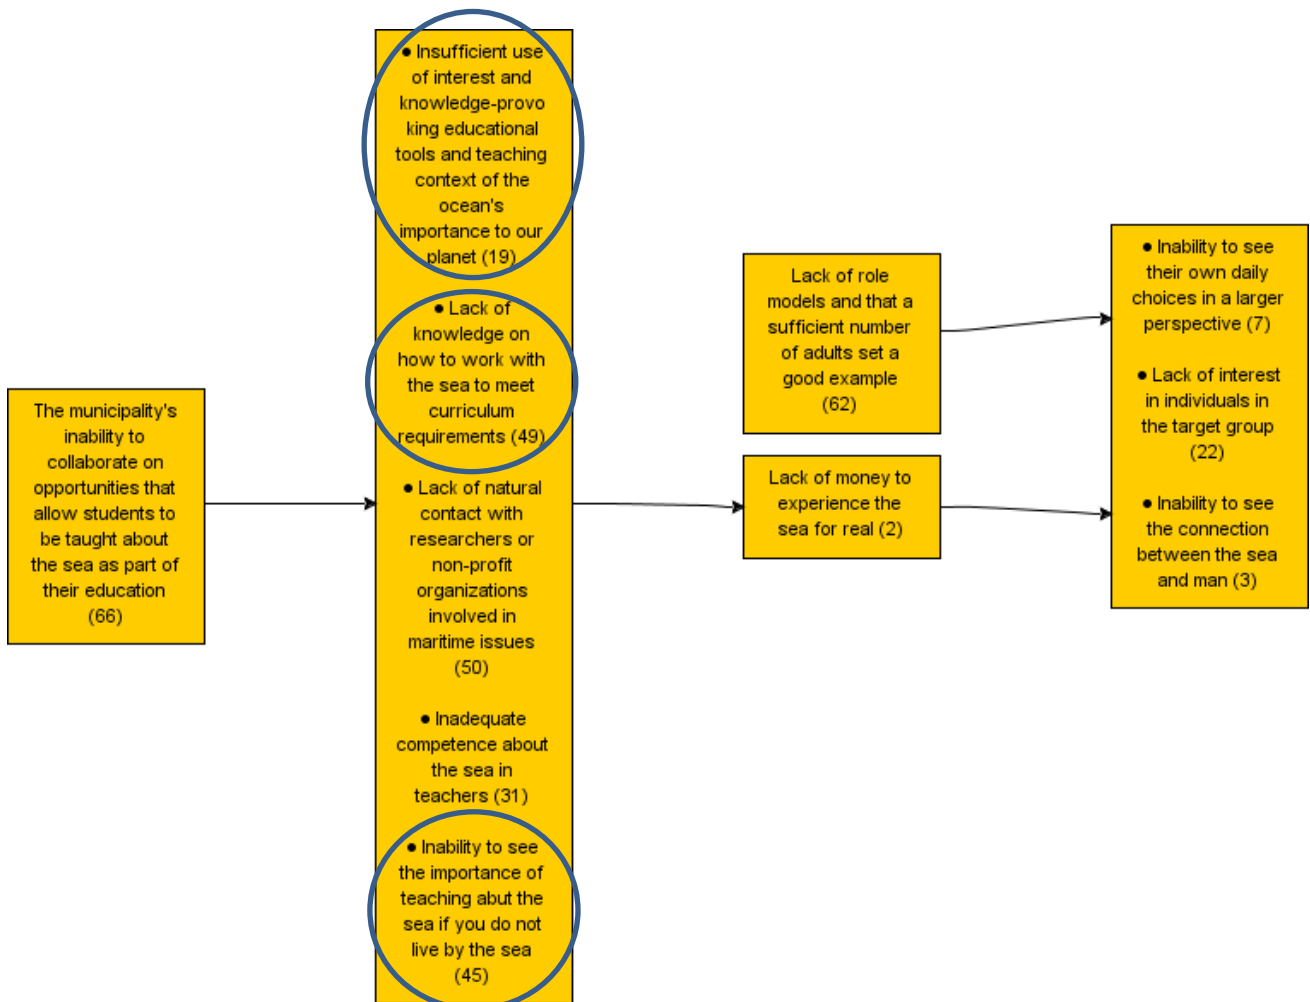 The municipality's
inability to
collaborate on
opportunities that
allow students to
be taught about
the sea as part of
their education
(66)
● Insufficient use
of interest and
knowledge-provo
king educational
tools and teaching
context of the
ocean's
importance to our
planet (19)
● Lack of
knowledge on
how to work with
the sea to meet
curriculum
requirements (49)
● Lack of natural
contact with
researchers or
non-profit
organizations
involved in
maritime issues
(50)
● Inadequate
competence about
the sea in
teachers (31)
● Inability to see
the importance of
teaching abut the
sea if you do not
live by the sea
(45)
Lack of role
models and that a
sufficient number
of adults set a
good example
(62)
Lack of money to
experience the
sea for real (2)
● Inability to see
their own daily
choices in a larger
perspective (7)
● Lack of interest
in individuals in
the target group
(22)
● Inability to see
the connection
between the sea
and man (3)